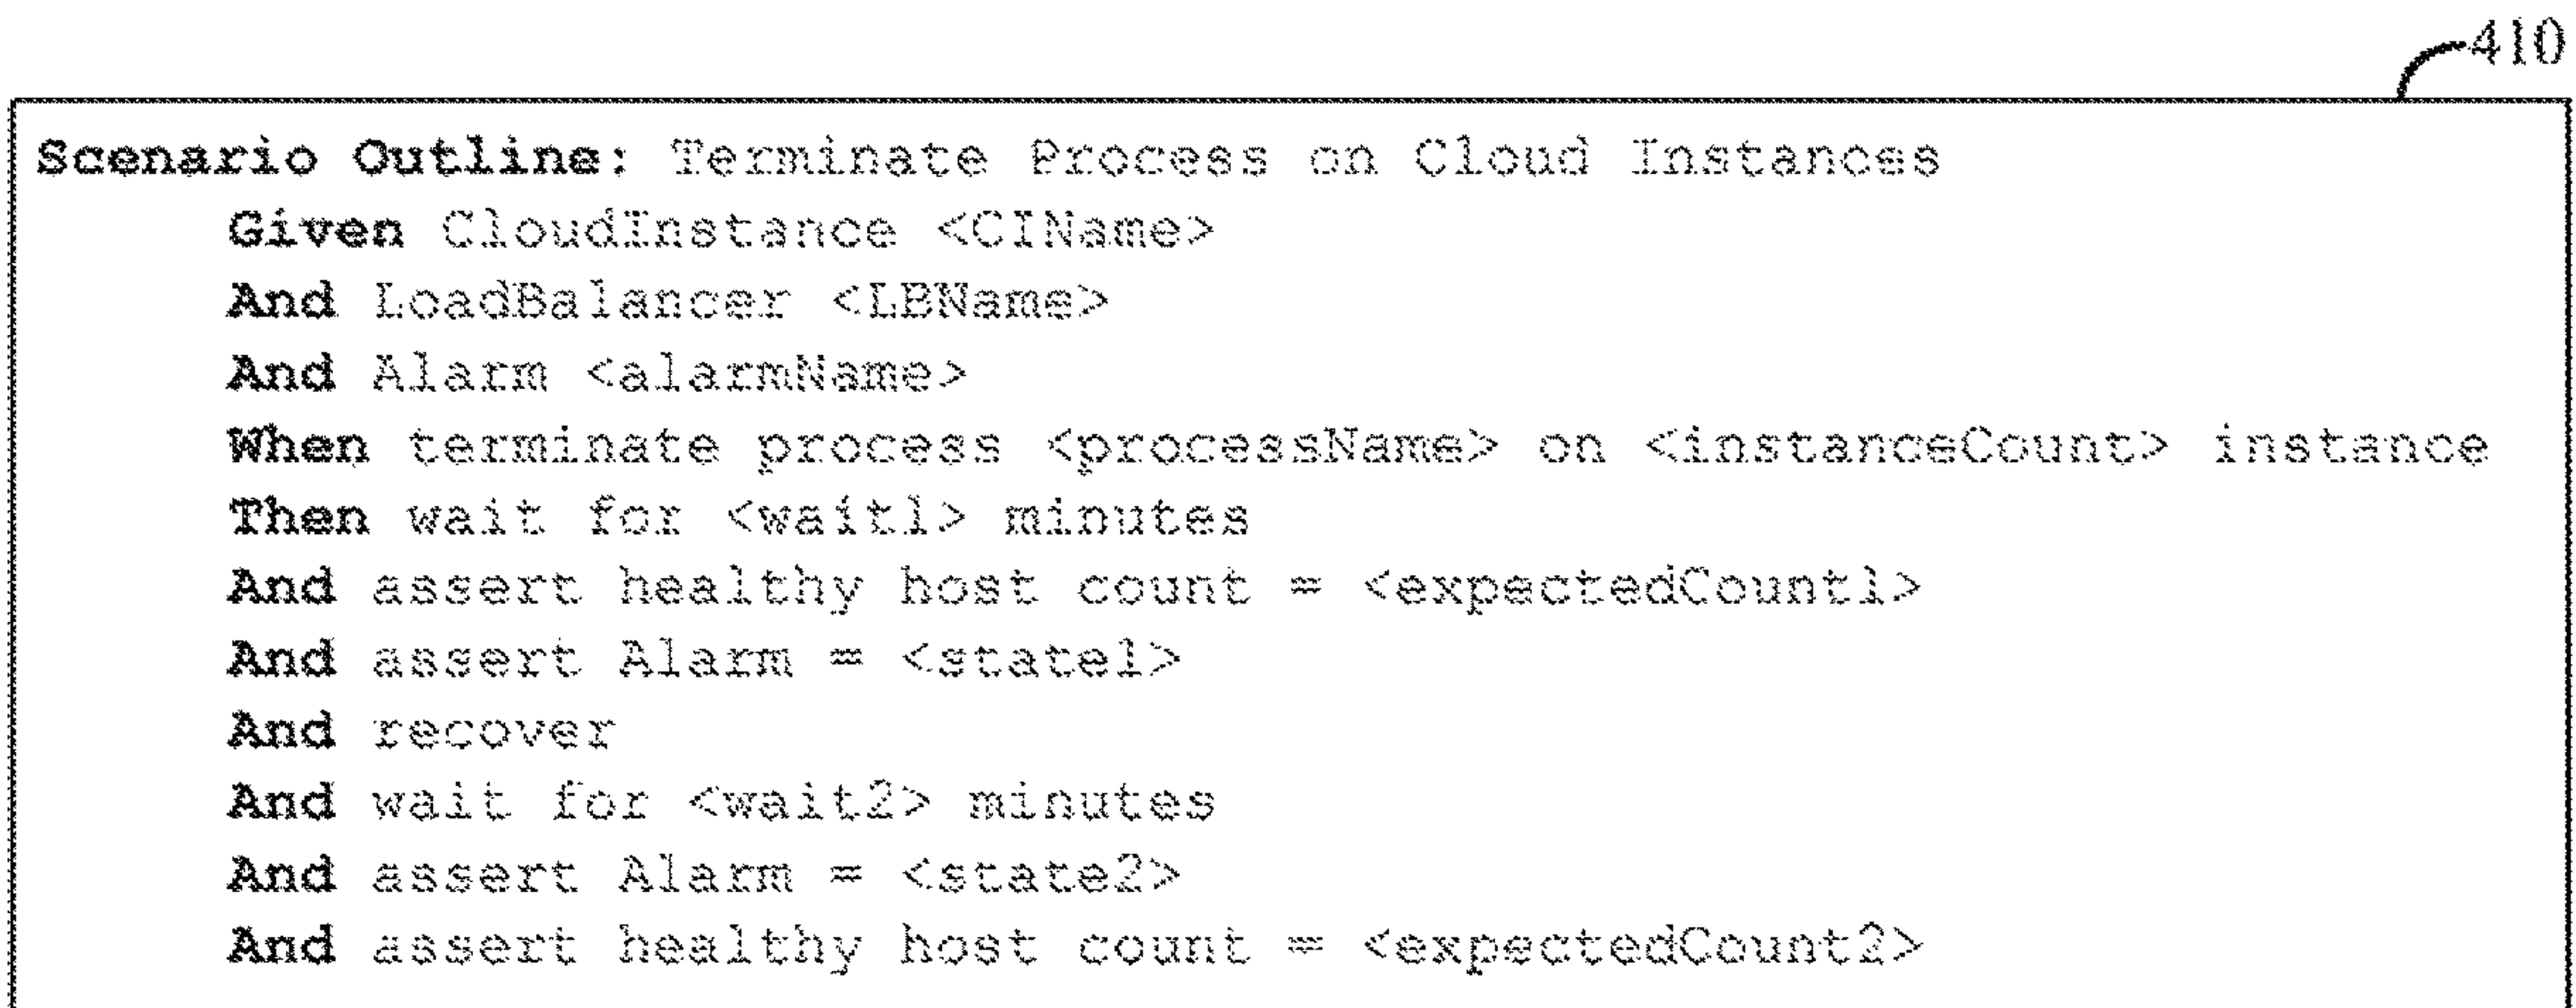 410
Scenario Outline: Terminate Process on Cloud Instances
Given CloudInstance <CIName>
And LoadBalancer <LBName>
And Alarm <alarmName>
When terminate process <processName> on <instanceCount> instance
Then wait for <wait1> minutes
And assert healthy host count = <expectedCount1>
And assert Alarm = <state1>
And recover
And wait for <wait2> minutes
And assert Alarm = <state2>
And assert healthy host count = <expectedCount2>